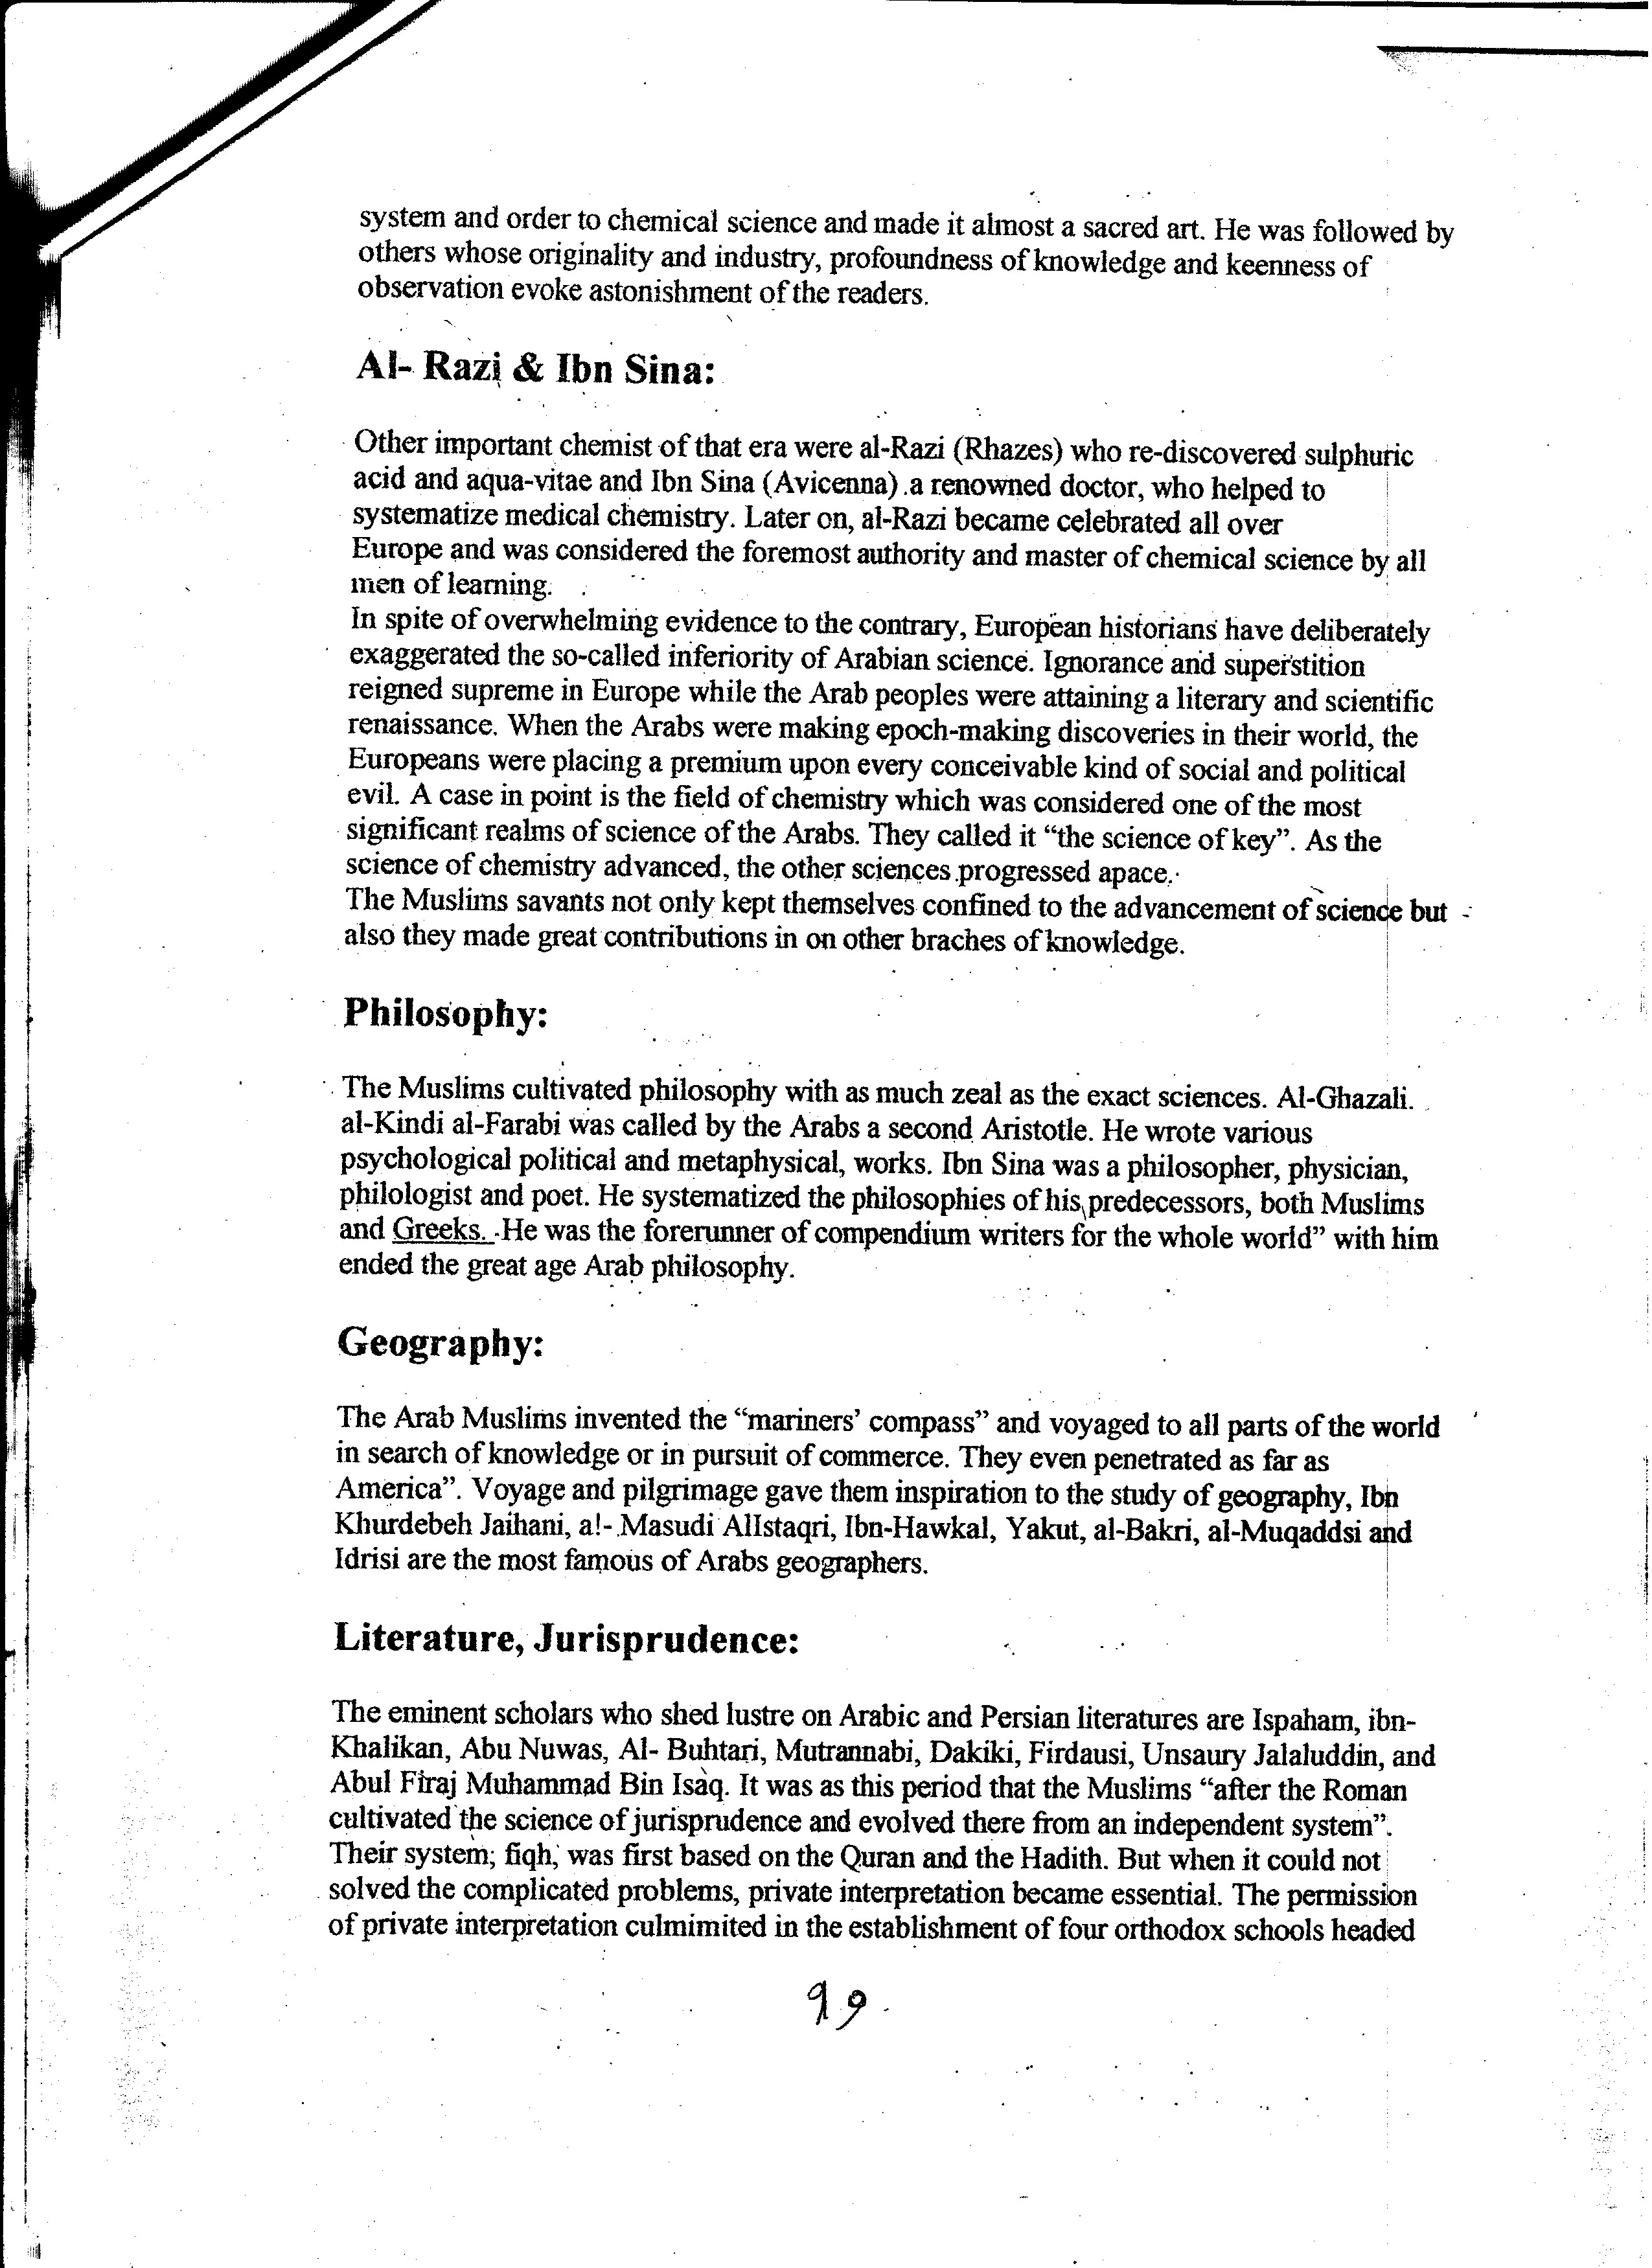 system and order to chemical science and made it almost a sacred art. He was followed by
others whose originality and industry, profoundness of knowledge and keenness of
observation evoke astonishment of the readers.
Al- Razi & Ibn Sina:
Other important chemist of that era were al-Razi (Rhazes) who re-discovered sulphuric
acid and aqua-vitae and Ibn Sina (Avicenna) .a renowned doctor, who helped to
systematize medical chemistry. Later on, al-Razi became celebrated all over
Europe and was considered the foremost authority and master of chemical science by all
men of learning.
In spite of overwhelming evidence to the contrary, European historians have deliberately
exaggerated the so-called inferiority of Arabian science. Ignorance and superstition
reigned supreme in Europe while the Arab peoples were attaining a literary and scientific
renaissance. When the Arabs were making epoch-making discoveries in their world, the
Europeans were placing a premium upon every conceivable kind of social and political
evil. A case in point is the field of chemistry which was considered one of the most
significant realms of science of the Arabs. They called it “the science of key”. As the
science of chemistry advanced, the other sciences progressed apace.
The Muslims savants not only kept themselves confined to the advancement of science but
also they made great contributions in on other braches of knowledge.
Philosophy:
The Muslims cultivated philosophy with as much zeal as the exact sciences. Al-Ghazali.
al-Kindi al-Farabi was called by the Arabs a second Aristotle. He wrote various
psychological political and metaphysical, works. Ibn Sina was a philosopher, physician,
philologist and poet. He systematized the philosophies of his predecessors, both Muslims
and Greeks. He was the forerunner of compendium writers for the whole world” with him
ended the great age Arab philosophy.
Geography:
The Arab Muslims invented the “mariners’ compass” and voyaged to all parts of the world
in search of knowledge or in pursuit of commerce. They even penetrated as far as
America”. Voyage and pilgrimage gave them inspiration to the study of geography, Ibn
Khurdebeh Jaihani, a!- Masudi AlIstaqri, Ibn-Hawkal, Yakut, al-Bakri, al-Muqaddsi and
Idrisi are the most famous of Arabs geographers.
Literature, Jurisprudence:
The eminent scholars who shed lustre on Arabic and Persian literatures are Ispaham, ibn-
Khalikan, Abu Nuwas, Al- Buhtari, Mutrannabi, Dakiki, Firdausi, Unsaury Jalaluddin, and
Abul Firaj Muhammad Bin Isaq. It was as this period that the Muslims “after the Roman
cultivated the science of jurisprudence and evolved there from an independent system”.
Their system; fiqh, was first based on the Quran and the Hadith. But when it could not
solved the complicated problems, private interpretation became essential. The permission
of private interpretation culmimited in the establishment of four orthodox schools headed
99